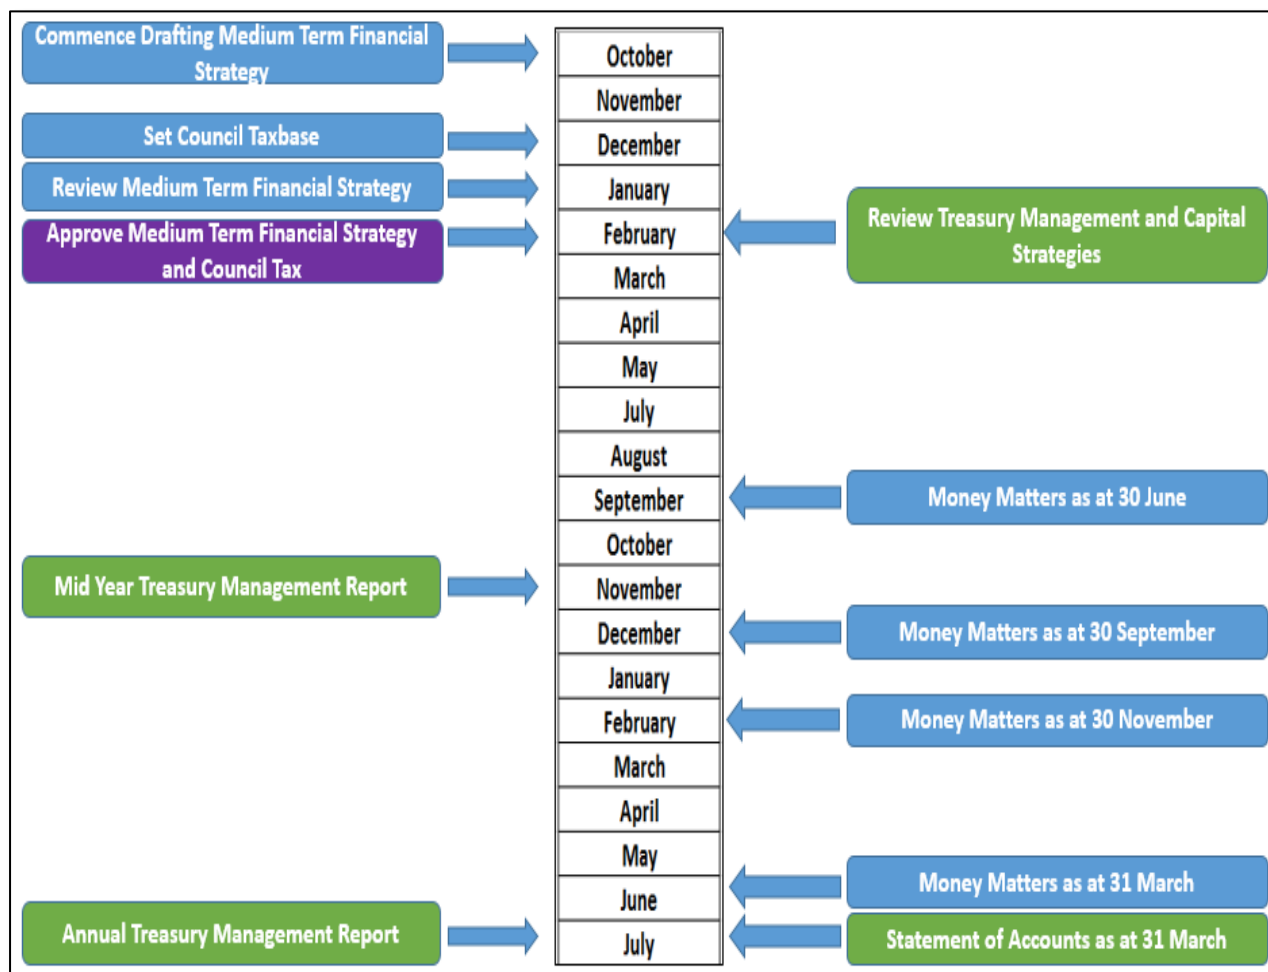 Commence Drafting Medium Term Financial
Strategy
October
November
Set Council Taxbase
December
Review Medium Term Financial Strategy
January
Approve Medium Term Financial Strategy
and Council Tax
February
Review Treasury Management and Capital
Strategies
March
April
May
July
August
September
Money Matters as at 30 June
October
Mid Year Treasury Management Report
November
December
Money Matters as at 30 September
January
February
Money Matters as at 30 November
March
April
May
Money Matters as at 31 March
June
Annual Treasury Management Report
July
Statement of Accounts as at 31 March